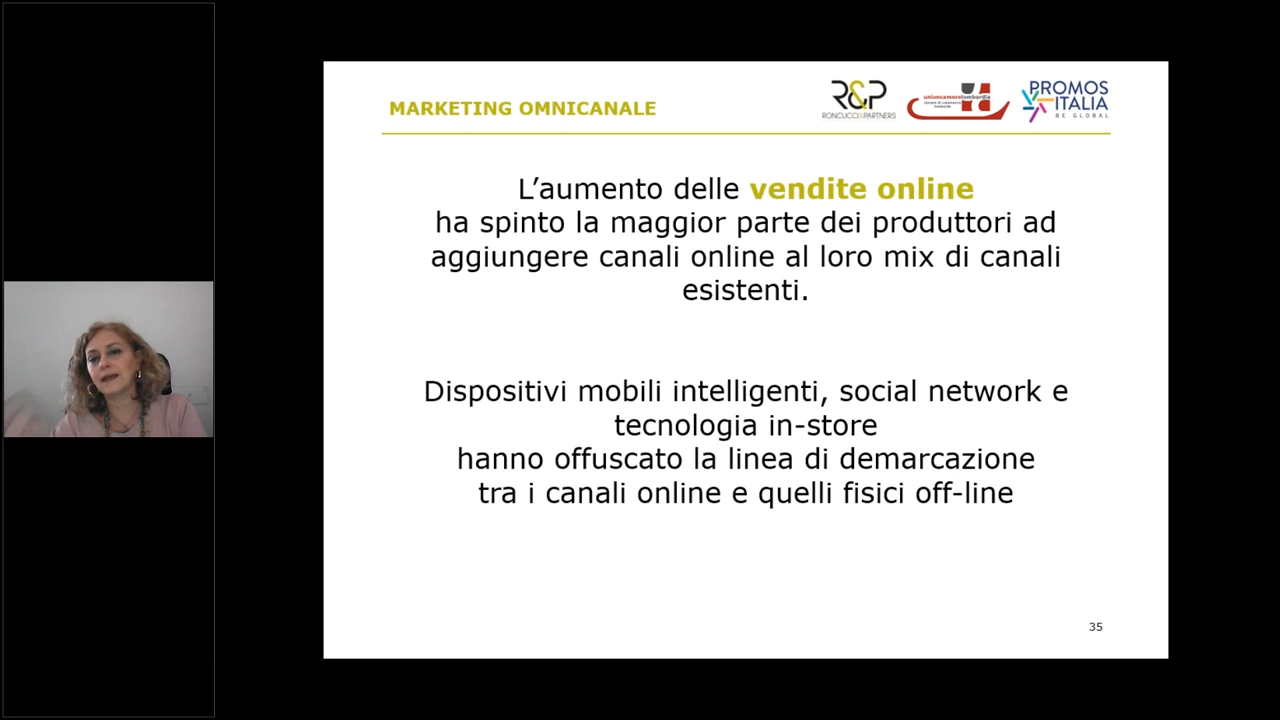 MARKETING OMNICANALE
R&P
RONCUCCI&PARTNERS
unioncamerelombardia
PROMOS
ITALIA
BE GLOBAL
L’aumento delle vendite online
ha spinto la maggior parte dei produttori ad
aggiungere canali online al loro mix di canali
esistenti.
Dispositivi mobili intelligenti, social network e
tecnologia in-store
hanno offuscato la linea di demarcazione
tra i canali online e quelli fisici off-line
35